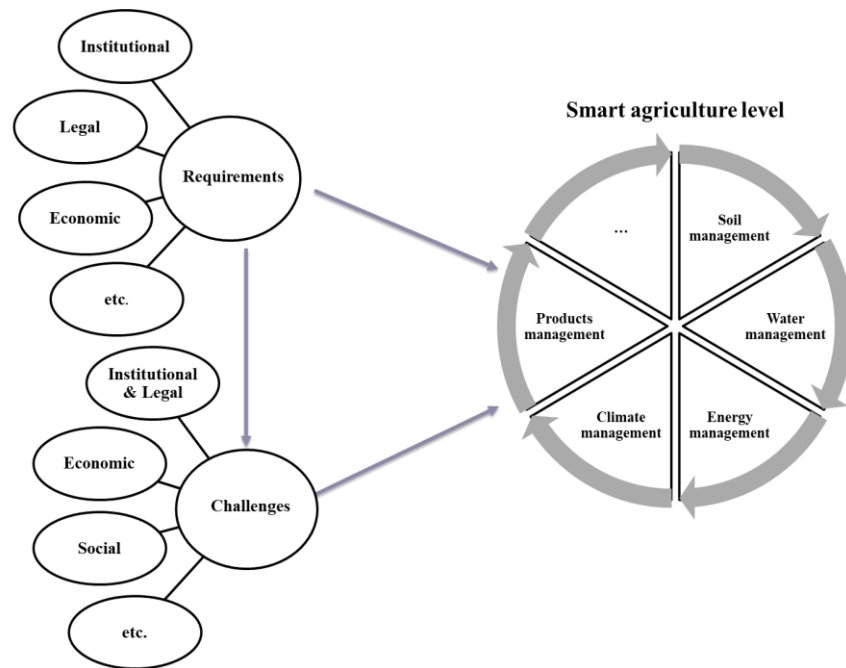 Institutional
Legal
Requirements
Economic
etc.
Institutional
& Legal
Economic
Challenges
Social
etc.
Smart agriculture level
...
Soil
management
Products
management
Water
management
Climate
management
Energy
management